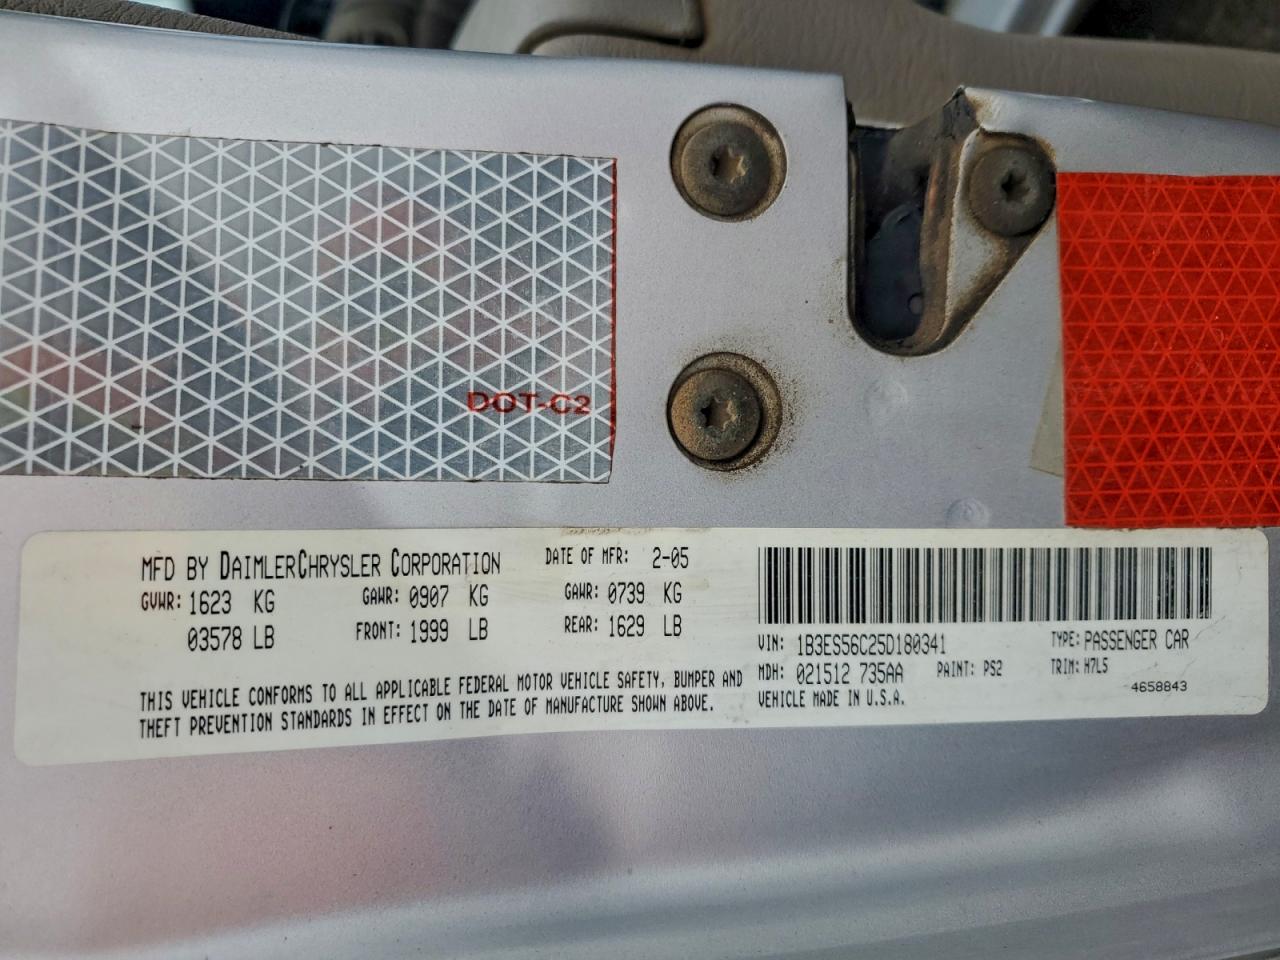 DOT-C2
MFD BY DAIMLERCHRYSLER CORPORATION DATE OF MFR: 2-05
GVWR: 1623 KG GAWR: 0907 KG GAWR: 0739 KG
03578 LB FRONT: 1999 LB REAR: 1629 LB
THIS VEHICLE CONFORMS TO ALL APPLICABLE FEDERAL MOTOR VEHICLE SAFETY, BUMPER AND
THEFT PREVENTION STANDARDS IN EFFECT ON THE DATE OF MANUFACTURE SHOWN ABOVE.
VIN: 1B3ES56C25D180341 TYPE: PASSENGER CAR
MDH: 021512 735AA PAINT: PS2 TRIM: H7L5
VEHICLE MADE IN U.S.A. 4658843